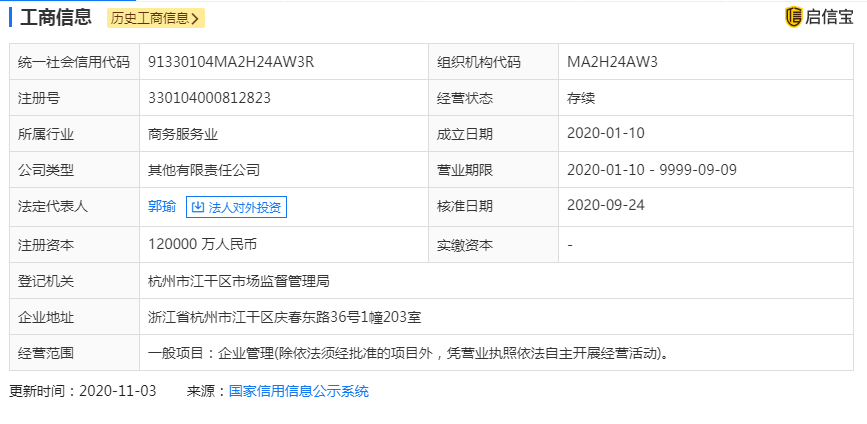 工商信息 历史工商信息 启信宝
统一社会信用代码 91330104MA2H24AW3R 组织机构代码 MA2H24AW3
注册号 330104000812823 经营状态 存续
所属行业 商务服务业 成立日期 2020-01-10
公司类型 其他有限责任公司 营业期限 2020-01-10 - 9999-09-09
法定代表人 郭瑜 法人对外投资 核准日期 2020-09-24
注册资本 120000 万人民币 实缴资本 -
登记机关 杭州市江干区市场监督管理局
企业地址 浙江省杭州市江干区庆春东路36号1幢203室
经营范围 一般项目：企业管理(除依法须经批准的项目外，凭营业执照依法自主开展经营活动)。
更新时间：2020-11-03 来源：国家信用信息公示系统